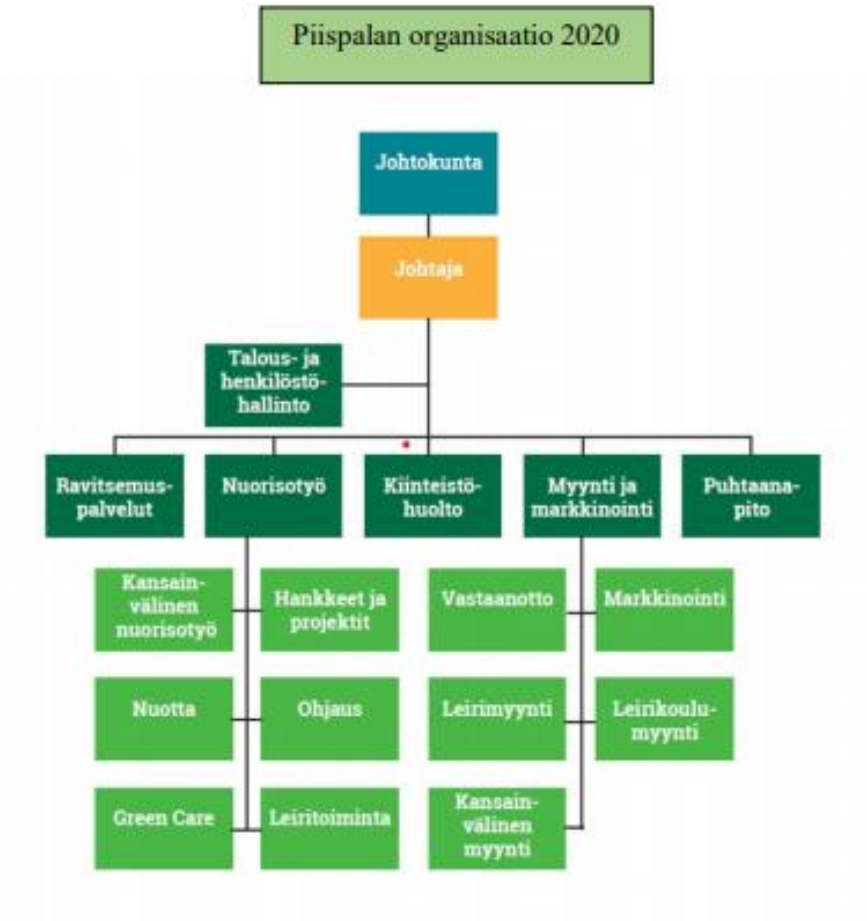 Piispalan organisaatio 2020
Johtokunta
Johtaja
Talous- ja
henkilöstö-
hallinto
Ravitsemus-
palvelut
Nuorisotyö
Kiinteistö-
huolto
Myynti ja
markkinointi
Puhtaana-
pito
Kansain-
välinen
nuorisotyö
Hankkeet ja
projektit
Vastaanotto
Markkinointi
Nuotta
Ohjaus
Leirimyynti
Leirikoulu-
myynti
Green Care
Leiritoiminta
Kansain-
välinen
myynti